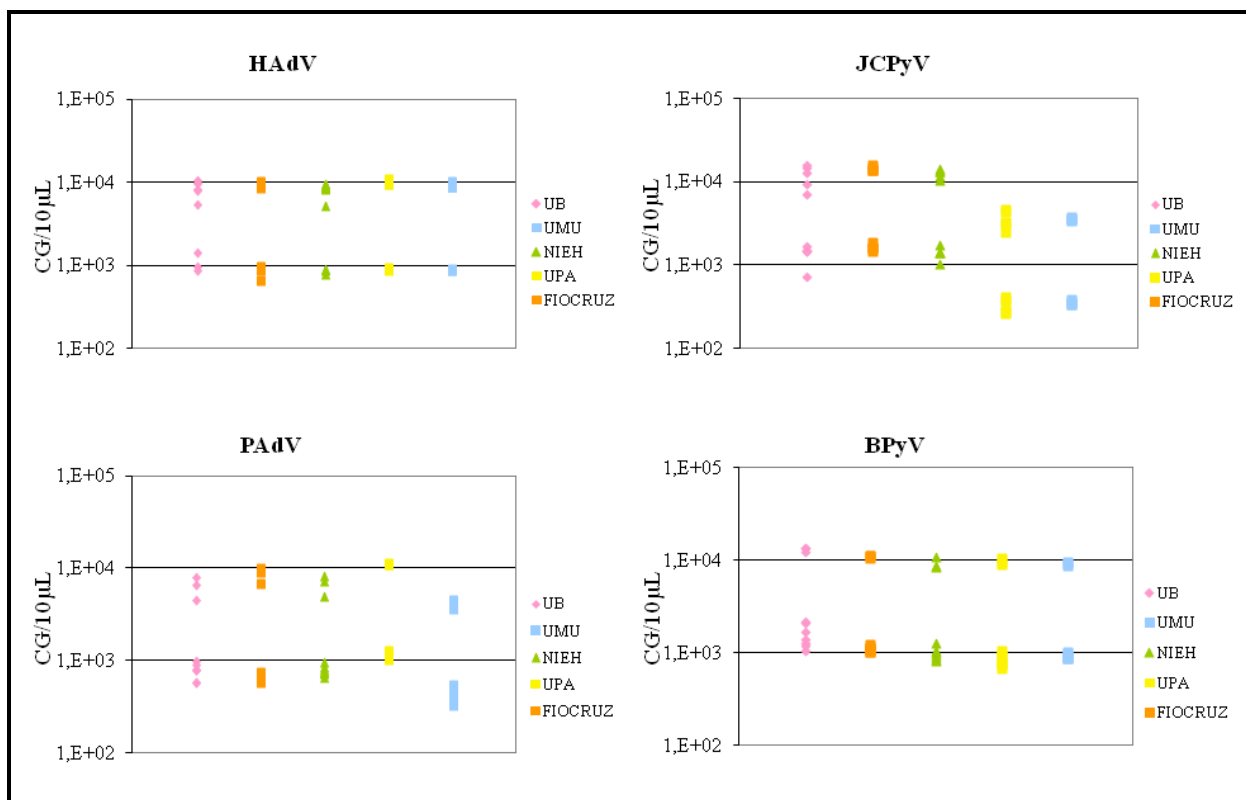 HAdV
1,E+05
1,E+04
1,E+03
1,E+02
CG/10µL
UB
UMU
NIEH
UPA
FIOCRUZ
JCPyV
1,E+05
1,E+04
1,E+03
1,E+02
CG/10µL
UB
UMU
NIEH
UPA
FIOCRUZ
PAdV
1,E+05
1,E+04
1,E+03
1,E+02
CG/10µL
UB
UMU
NIEH
UPA
FIOCRUZ
BPyV
1,E+05
1,E+04
1,E+03
1,E+02
CG/10µL
UB
UMU
NIEH
UPA
FIOCRUZ